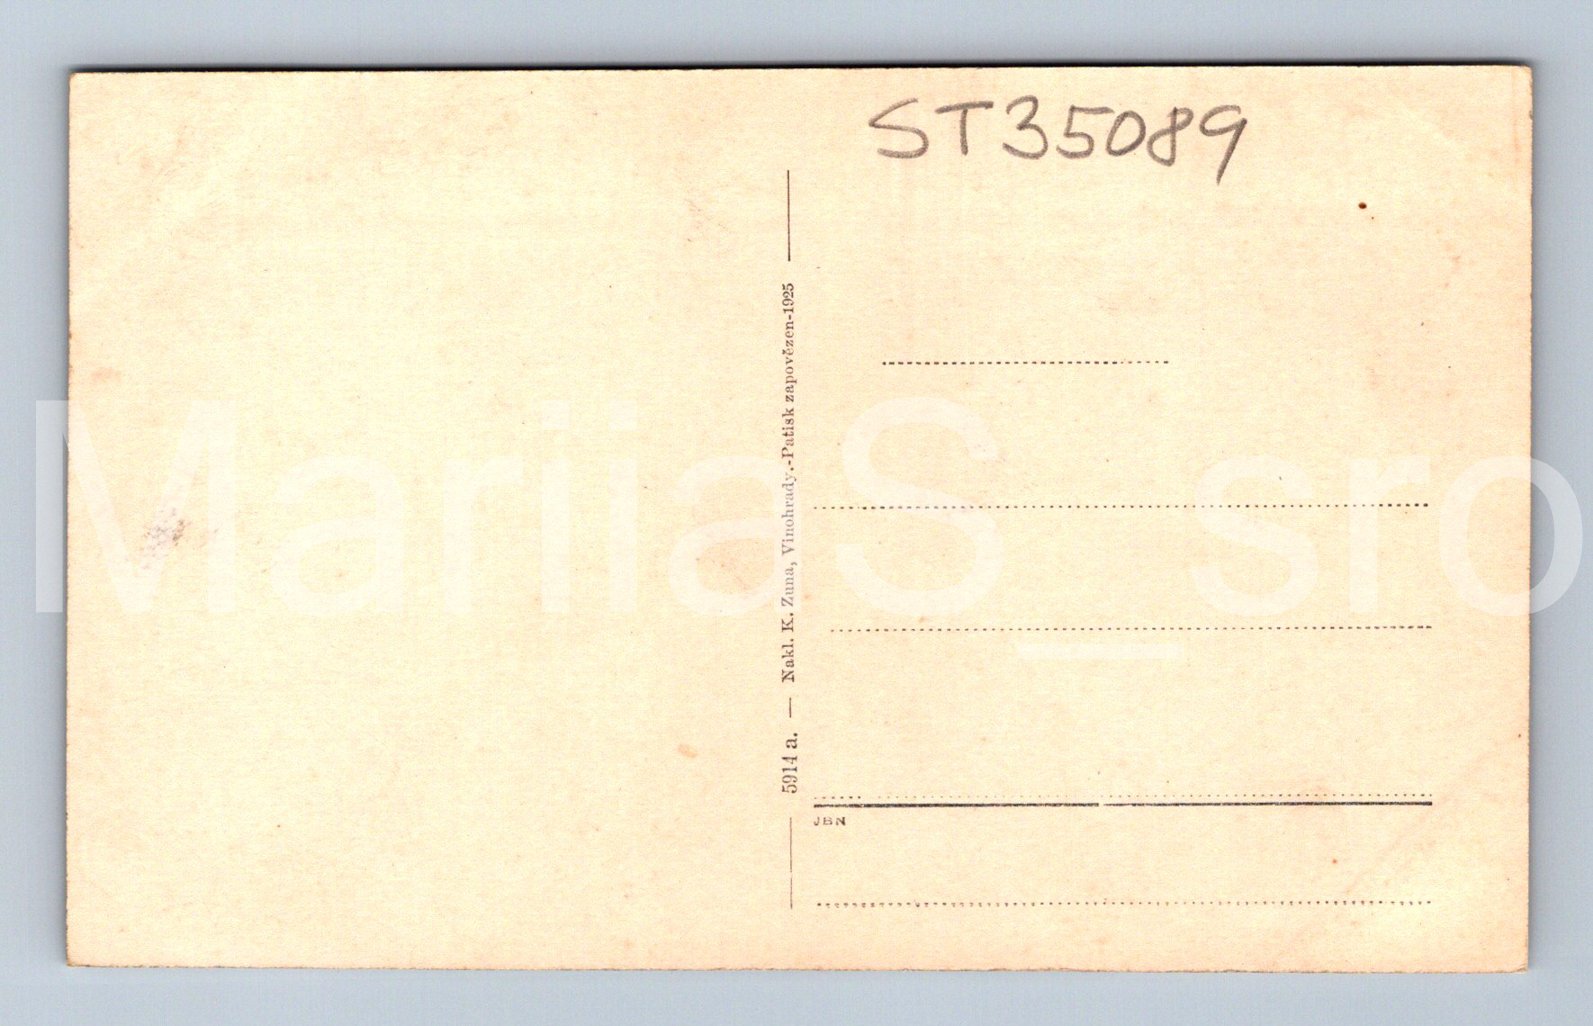 ST35089
5914 a. — Nakl. K. Zuna, Vinohrady.-Patisk zapovězen-1925
JBN
MariiaS_sro